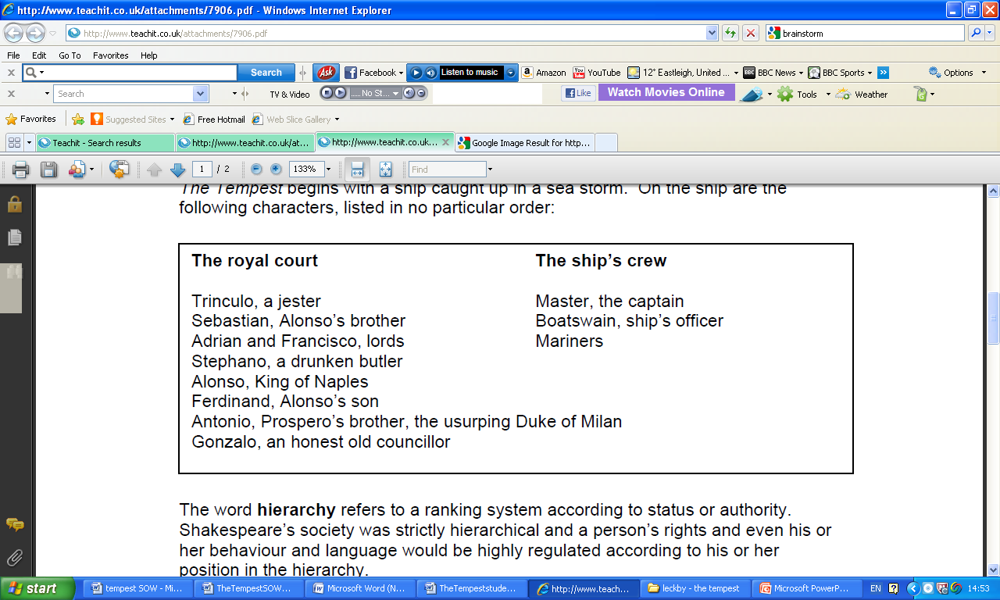 http://www.teachit.co.uk/attachments/7906.pdf - Windows Internet Explorer
http://www.teachit.co.uk/attachments/7906.pdf
brainstorm
File Edit Go To Favorites Help
Search Ask Facebook Listen to music Amazon YouTube 12° Eastleigh, United ... BBC News BBC Sports Options
Search TV & Video ..... No St... Like Watch Movies Online Tools Weather
Favorites Suggested Sites Free Hotmail Web Slice Gallery
Teachit - Search results http://www.teachit.co.uk/at... http://www.teachit.co.uk... Google Image Result for http...
1 / 2 133% Find
The Tempest begins with a ship caught up in a sea storm. On the ship are the
following characters, listed in no particular order:
The royal court
Trinculo, a jester
Sebastian, Alonso's brother
Adrian and Francisco, lords
Stephano, a drunken butler
Alonso, King of Naples
Ferdinand, Alonso's son
Antonio, Prospero's brother, the usurping Duke of Milan
Gonzalo, an honest old councillor
The ship's crew
Master, the captain
Boatswain, ship's officer
Mariners
The word hierarchy refers to a ranking system according to status or authority.
Shakespeare's society was strictly hierarchical and a person's rights and even his or
her behaviour and language would be highly regulated according to his or her
position in the hierarchy.
start tempest SOW - Mi... TheTempestSOW... Microsoft Word (N... TheTempeststude... http://www.teach... leckby - the tempest Microsoft PowerP... EN 14:53